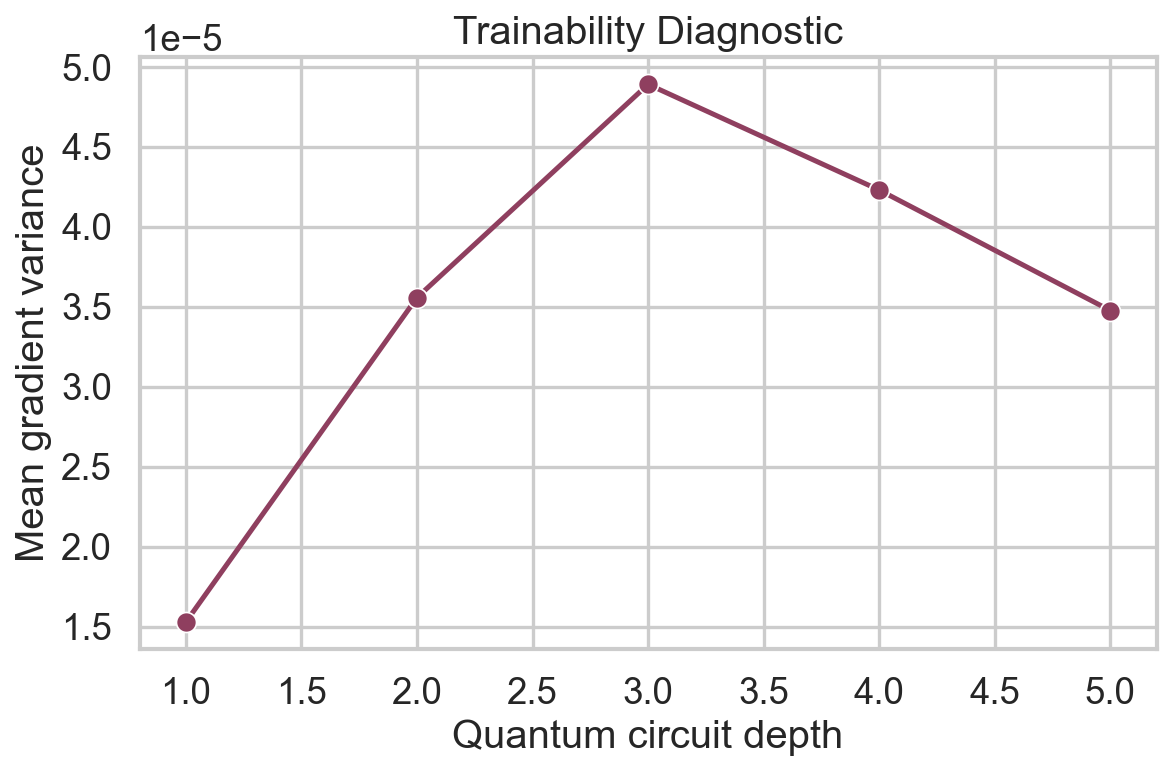 Trainability Diagnostic
1e−5
5.0
4.5
4.0
3.5
3.0
2.5
2.0
1.5
Mean gradient variance
1.0 1.5 2.0 2.5 3.0 3.5 4.0 4.5 5.0
Quantum circuit depth